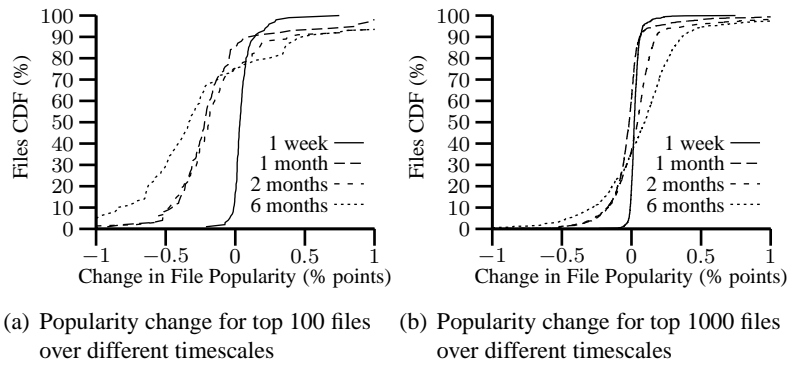 100
90
80
70
60
50
40
30
20
10
0
Files CDF (%)
1 week
1 month
2 months
6 months
−1 −0.5 0 0.5 1
Change in File Popularity (% points)
(a) Popularity change for top 100 files
over different timescales
100
90
80
70
60
50
40
30
20
10
0
Files CDF (%)
1 week
1 month
2 months
6 months
−1 −0.5 0 0.5 1
Change in File Popularity (% points)
(b) Popularity change for top 1000 files
over different timescales